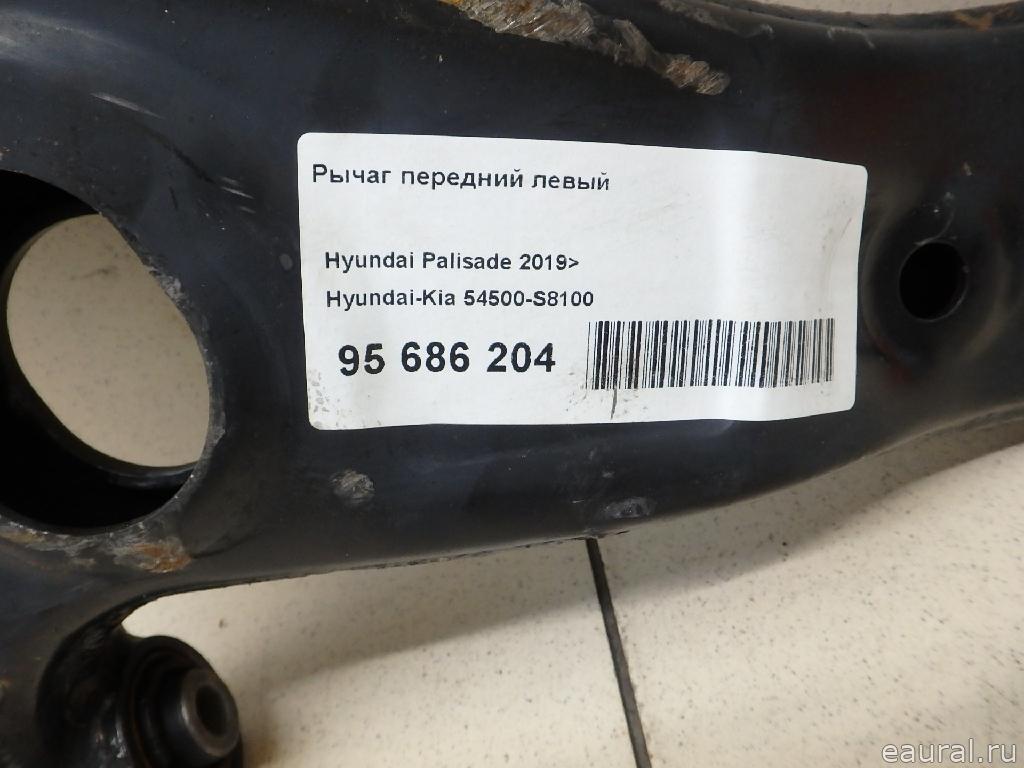 Рычаг передний левый
Hyundai Palisade 2019>
Hyundai-Kia 54500-S8100
95 686 204
eaural.ru